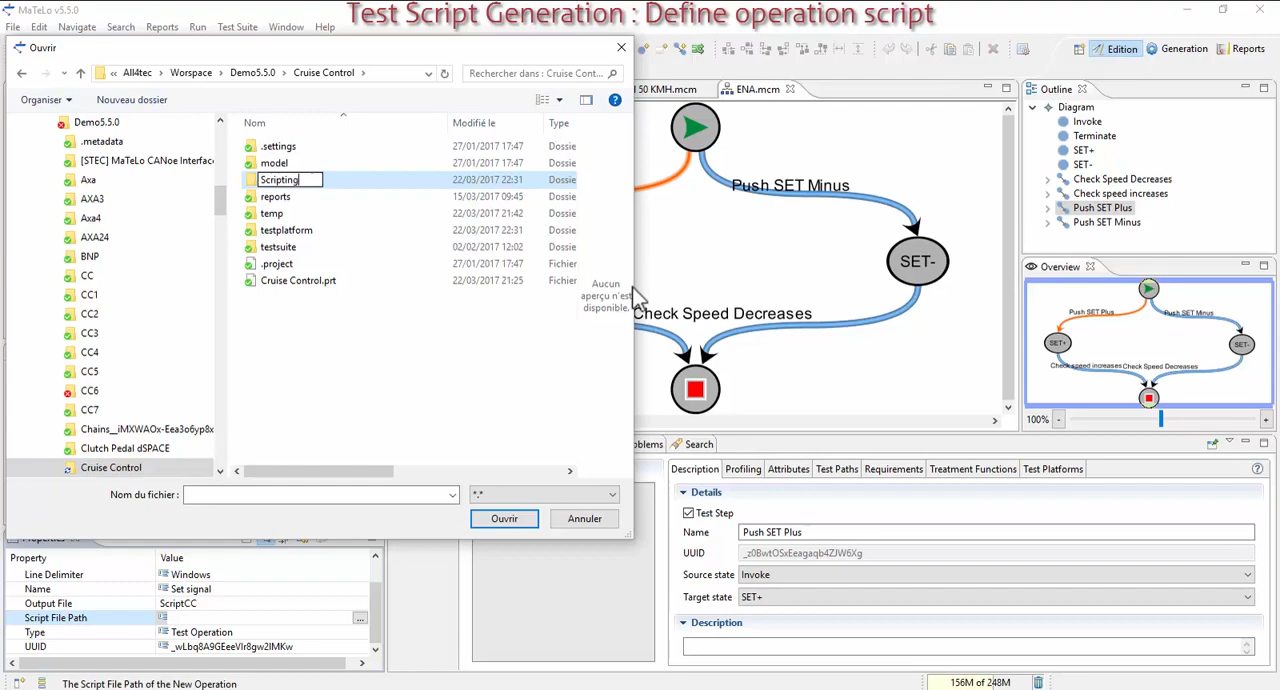 MaTeLo v5.5.0
Test Script Generation : Define operation script
File Edit Navigate Search Reports Run Test Suite Window Help
Ouvrir
« All4tec > Worspace > Demo5.5.0 > Cruise Control >
Rechercher dans : Cruise Cont...
Organiser
Nouveau dossier
Edition
Generation
Reports
Demo5.5.0
.metadata
[STEC] MaTeLo CANoe Interfac
Axa
AXA3
Axa4
AXA24
BNP
CC
CC1
CC2
CC3
CC4
CC5
CC6
CC7
Chains__iMXWAOx-Eea3o6yp8x
Clutch Pedal dSPACE
Cruise Control
Nom Modifié le Type
.settings 27/01/2017 17:47 Dossie
model 27/01/2017 17:47 Dossie
Scripting 22/03/2017 22:31 Dossie
reports 15/03/2017 09:45 Dossie
temp 22/03/2017 21:42 Dossie
testplatform 22/03/2017 21:25 Dossie
testsuite 02/02/2017 12:02 Dossie
.project 27/01/2017 17:47 Fichier
Cruise Control.prt 22/03/2017 21:25 Fichier
Aucun
aperçu n'est
disponible.
Nom du fichier :
*.*
Ouvrir
Annuler
50 KMH.mcm
ENA.mcm
Push SET Minus
SET-
Check Speed Decreases
Outline
Diagram
Invoke
Terminate
SET+
SET-
Check Speed Decreases
Check speed increases
Push SET Plus
Push SET Minus
Overview
Push SET Plus
Push SET Minus
SET+
SET-
Check speed increases
Check Speed Decreases
100% - +
oblems
Search
Description Profiling Attributes Test Paths Requirements Treatment Functions Test Platforms
Details
Test Step
Name Push SET Plus
UUID _z0BwtOSxEeagaqb4ZJW6Xg
Source state Invoke
Target state SET+
Description
Property Value
Line Delimiter Windows
Name Set signal
Output File ScriptCC
Script File Path ...
Type Test Operation
UUID _wLbq8A9GEeeVIr8gw2IMKw
The Script File Path of the New Operation
156M of 248M